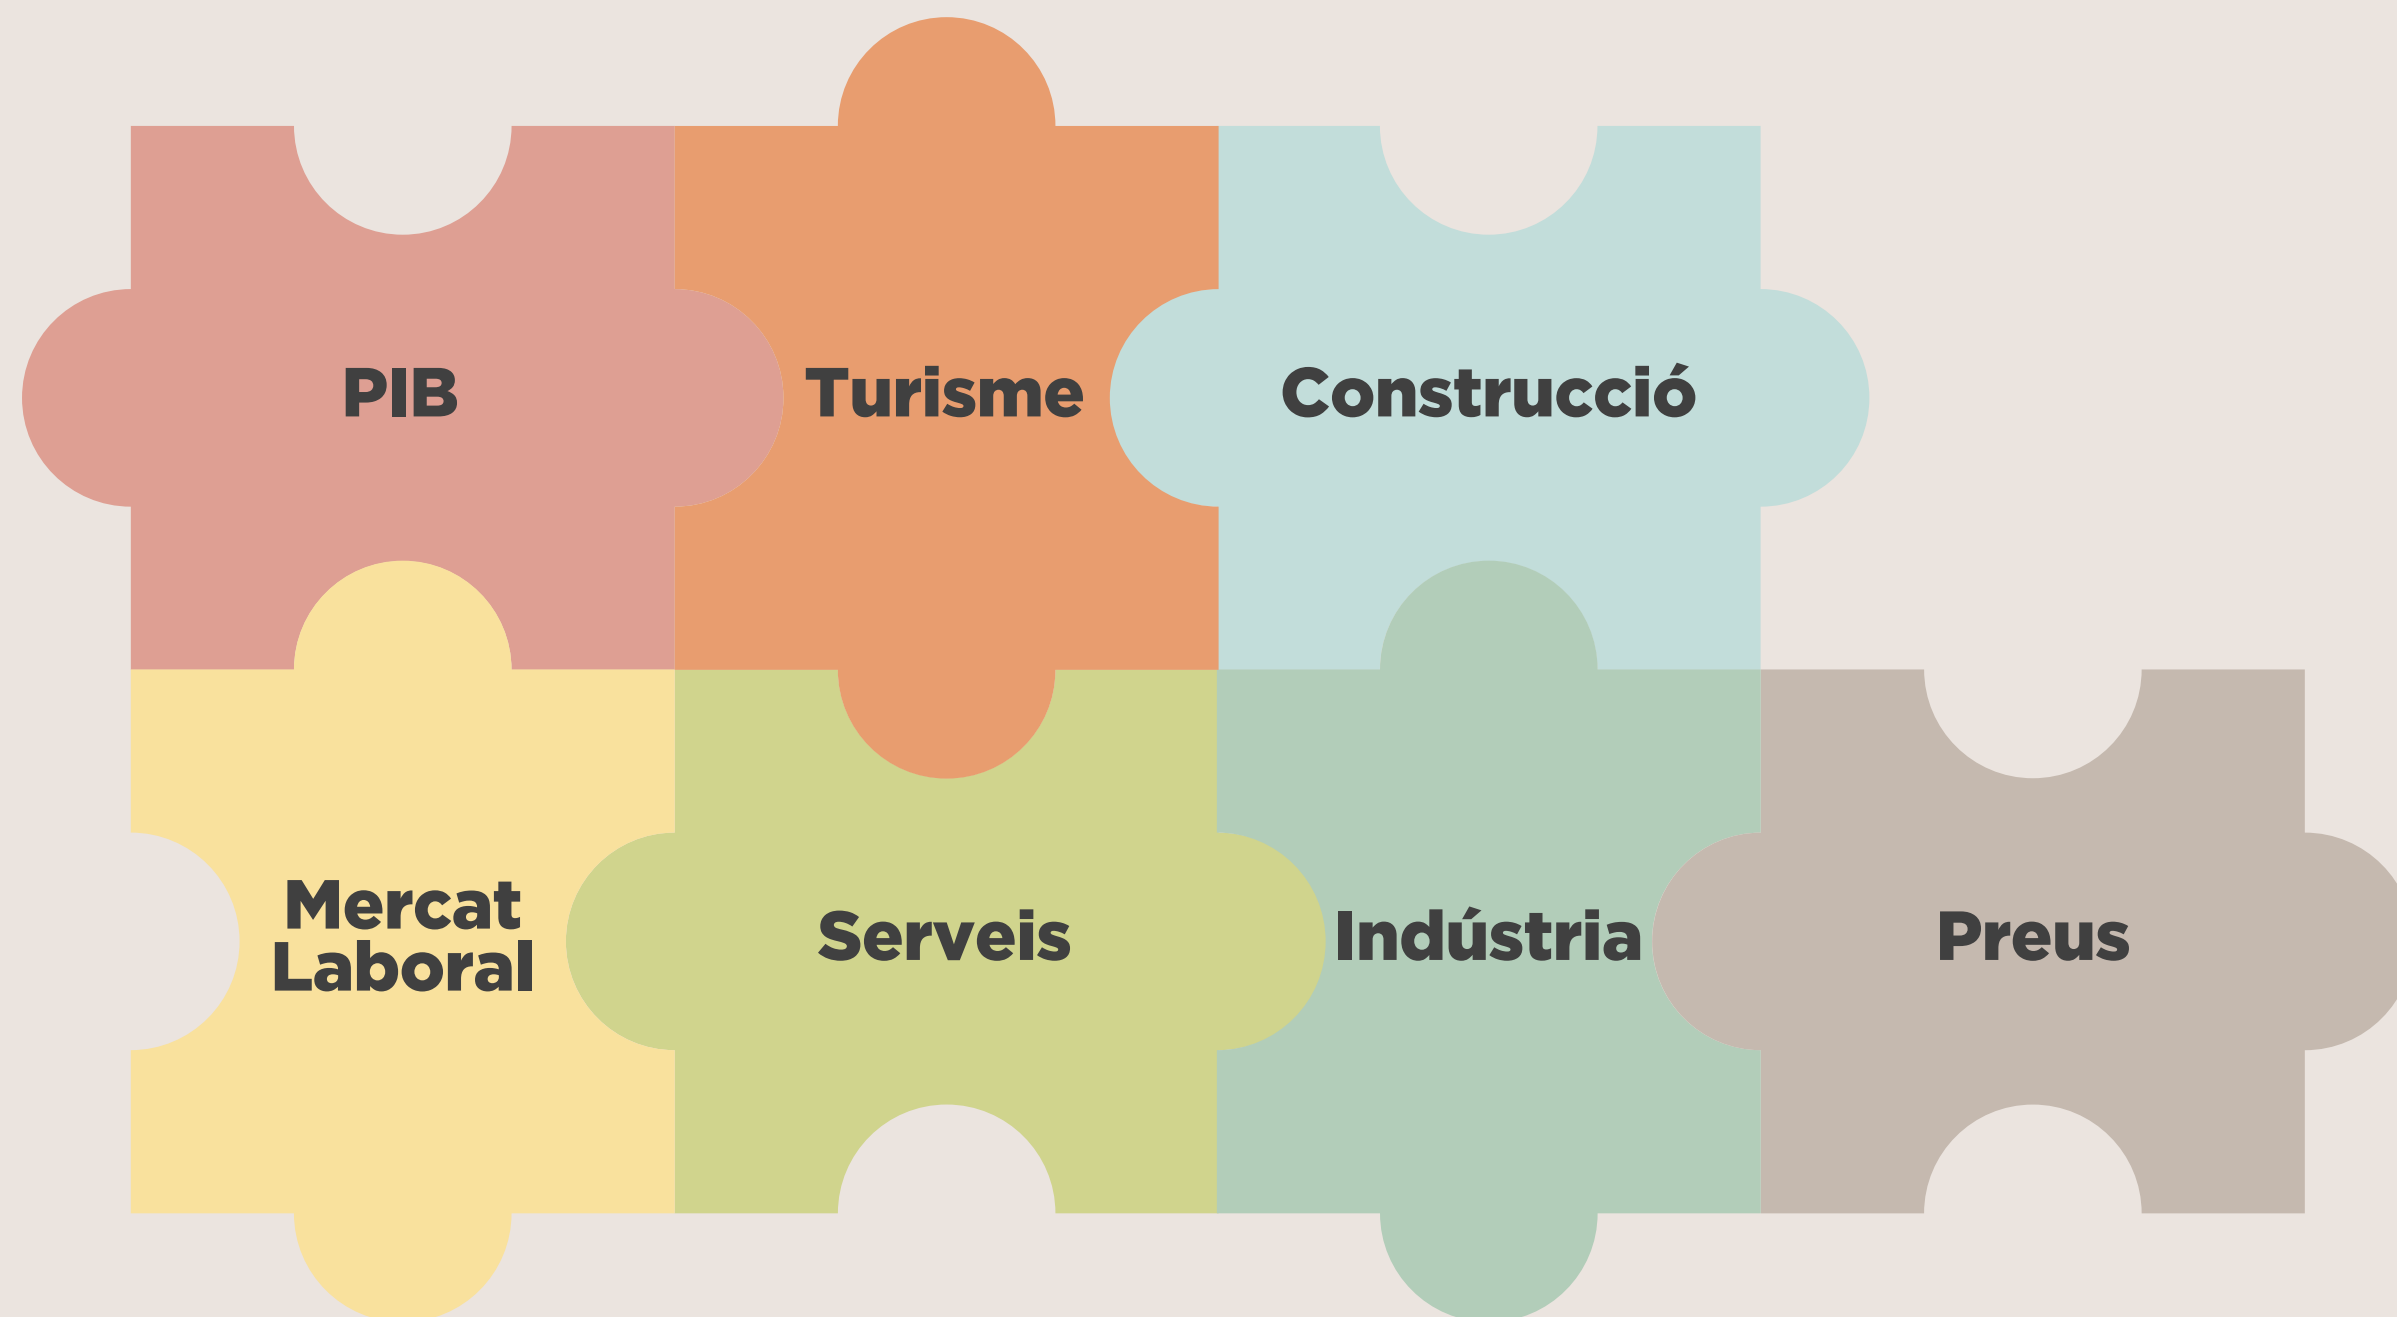 PIB
Turisme
Construcció
Mercat
Laboral
Serveis
Indústria
Preus